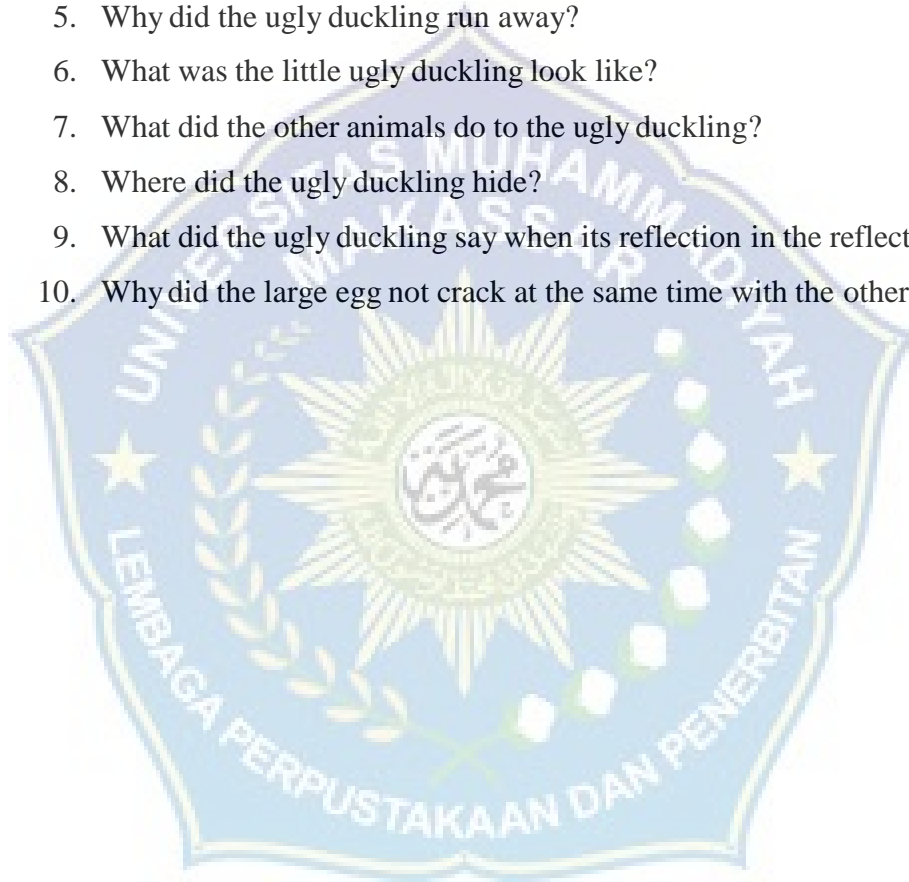 5. Why did the ugly duckling run away?
6. What was the little ugly duckling look like?
7. What did the other animals do to the ugly duckling?
8. Where did the ugly duckling hide?
9. What did the ugly duckling say when its reflection in the reflect
10. Why did the large egg not crack at the same time with the other
UNIVERSITAS MUHAMMADIYAH
MAKASSAR
محمدية
LEMBAGA PERPUSTAKAAN DAN PENERBITAN